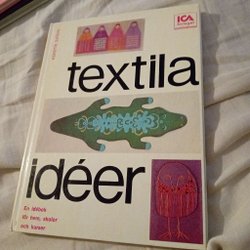 ICA
textila
idéer
En idébok
för hem, skolor
och kurser